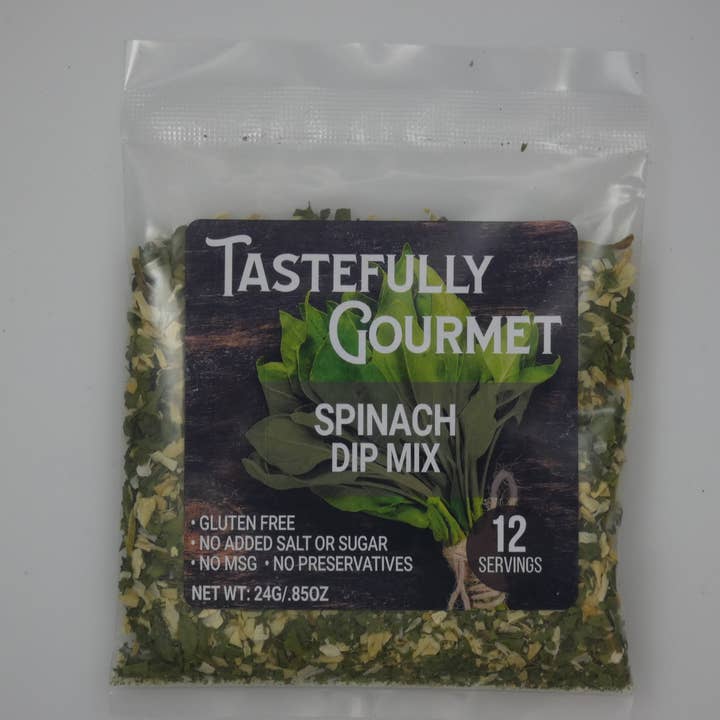 TASTEFULLY
GOURMET
SPINACH
DIP MIX
• GLUTEN FREE
• NO ADDED SALT OR SUGAR
• NO MSG • NO PRESERVATIVES
NET WT: 24G/.85OZ
12
SERVINGS